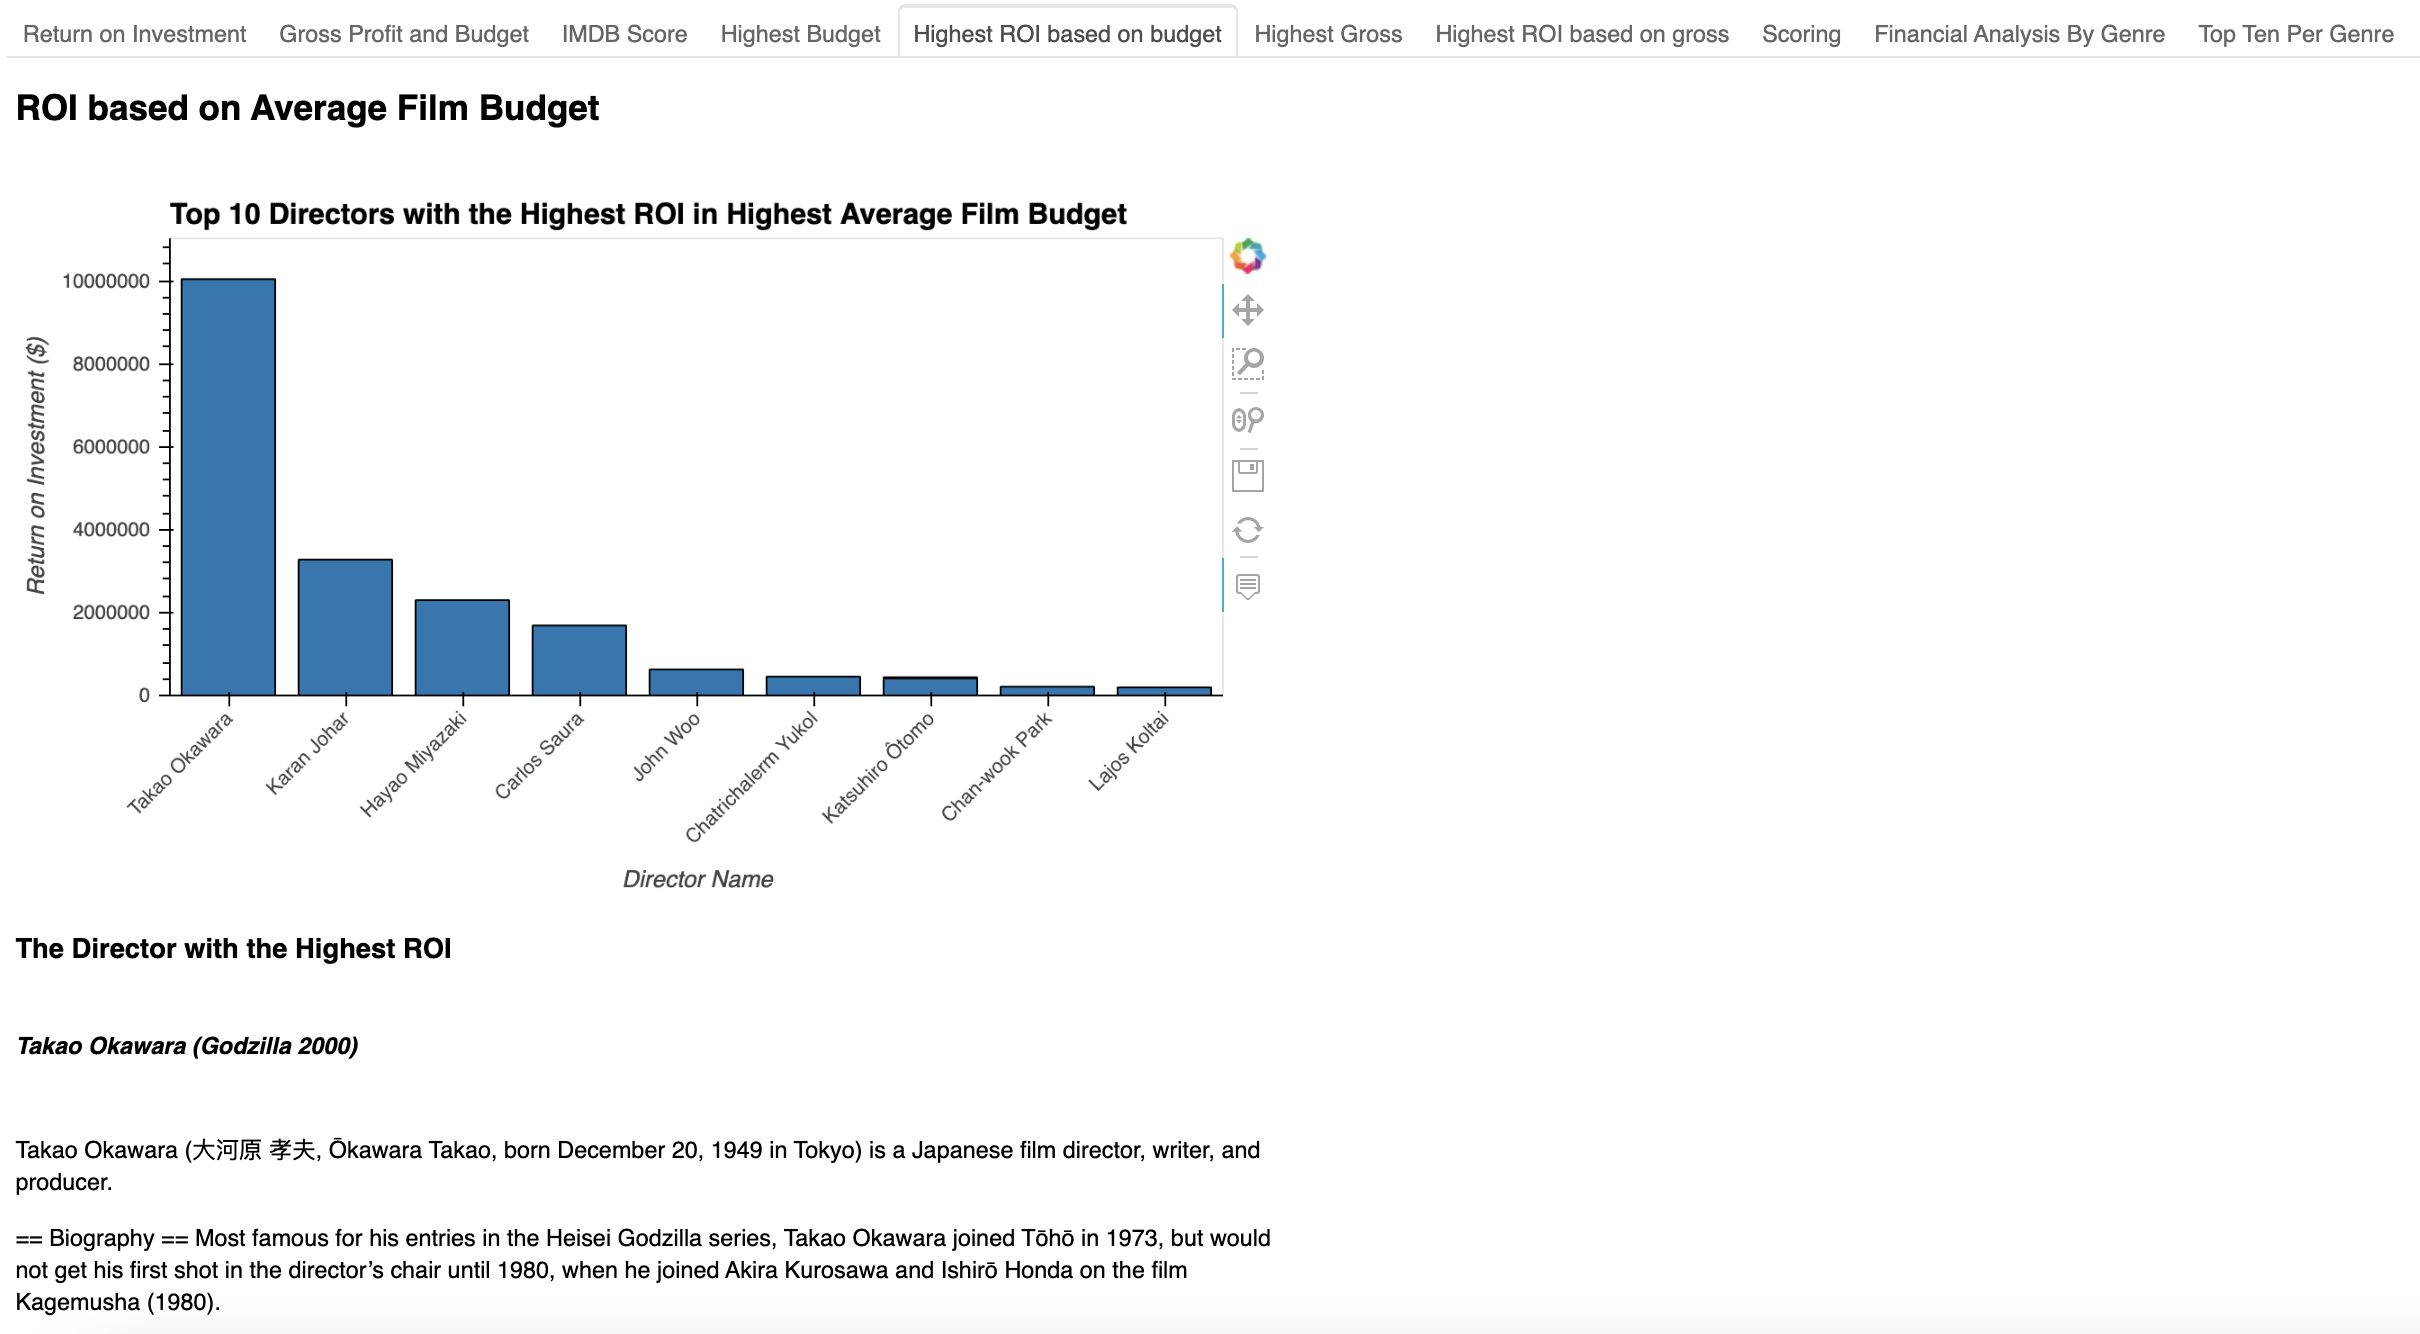 Return on Investment Gross Profit and Budget IMDB Score Highest Budget Highest ROI based on budget Highest Gross Highest ROI based on gross Scoring Financial Analysis By Genre Top Ten Per Genre
ROI based on Average Film Budget
Top 10 Directors with the Highest ROI in Highest Average Film Budget
Return on Investment ($)
10000000
8000000
6000000
4000000
2000000
0
Takao Okawara
Karan Johar
Hayao Miyazaki
Carlos Saura
John Woo
Chatrichalerm Yukol
Katsuhiro Ôtomo
Chan-wook Park
Lajos Koltai
Director Name
The Director with the Highest ROI
Takao Okawara (Godzilla 2000)
Takao Okawara (大河原 孝夫, Ōkawara Takao, born December 20, 1949 in Tokyo) is a Japanese film director, writer, and
producer.
== Biography == Most famous for his entries in the Heisei Godzilla series, Takao Okawara joined Tōhō in 1973, but would
not get his first shot in the director’s chair until 1980, when he joined Akira Kurosawa and Ishirō Honda on the film
Kagemusha (1980).